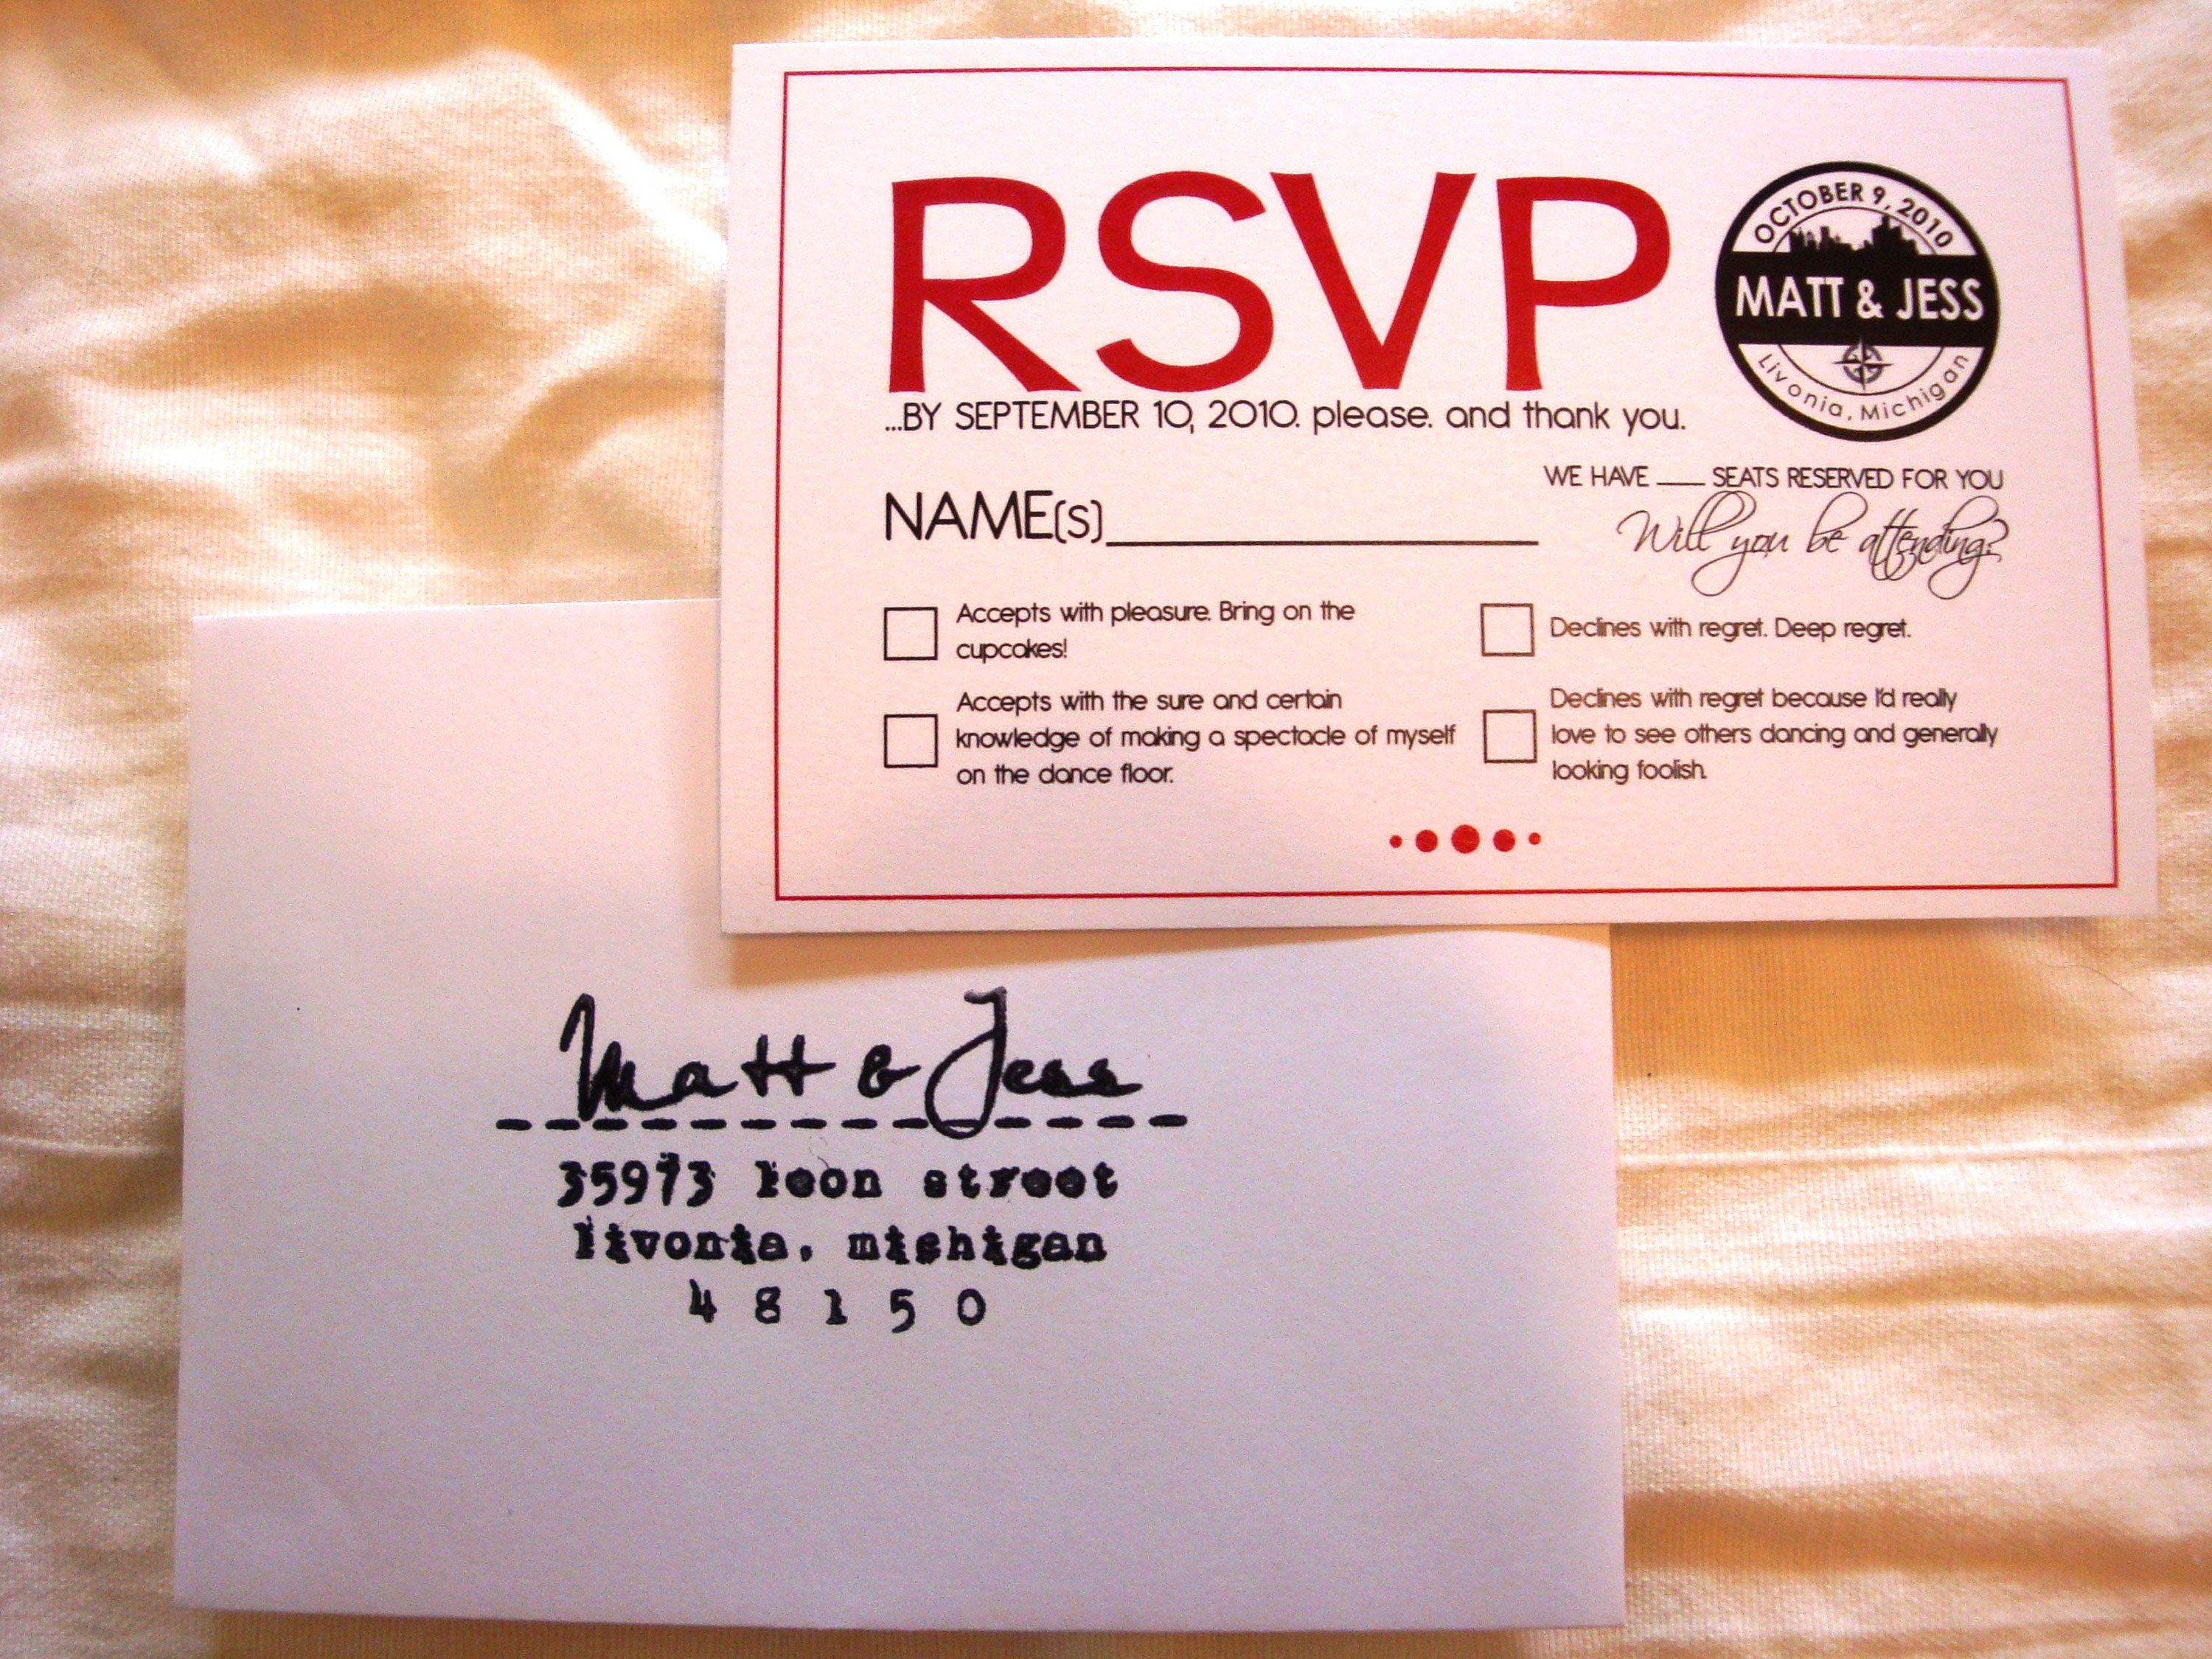 RSVP
OCTOBER 9, 2010
MATT & JESS
Livonia, Michigan
...BY SEPTEMBER 10, 2010. please. and thank you.
WE HAVE ___ SEATS RESERVED FOR YOU
NAME(s)____________________
Will you be attending?
Accepts with pleasure. Bring on the
cupcakes!
Declines with regret. Deep regret.
Accepts with the sure and certain
knowledge of making a spectacle of myself
on the dance floor.
Declines with regret because I'd really
love to see others dancing and generally
looking foolish.
Matt & Jess
35973 leon street
livonia, michigan
48150